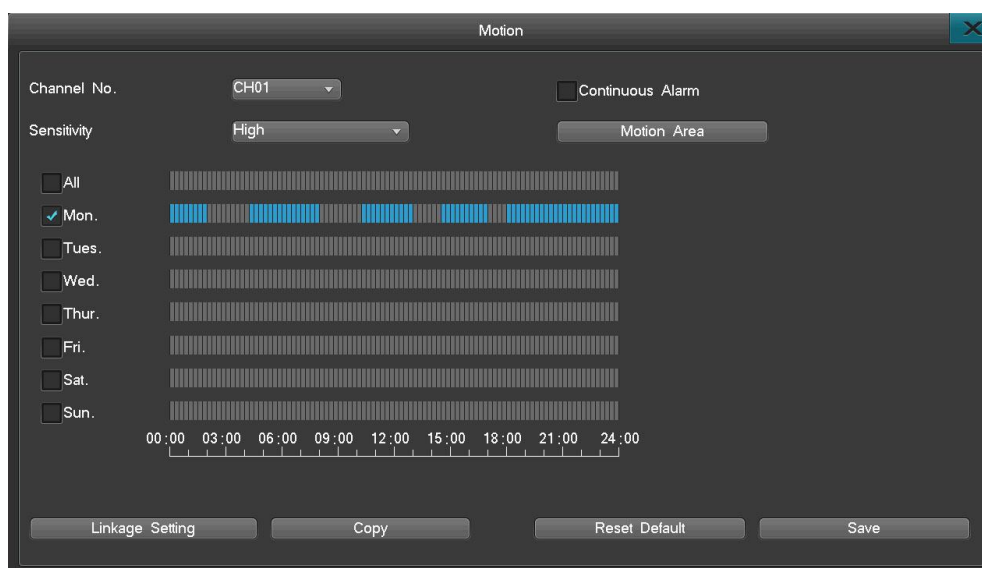 Motion
Channel No. CH01 Continuous Alarm
Sensitivity High Motion Area
All
Mon.
Tues.
Wed.
Thur.
Fri.
Sat.
Sun.
00:00 03:00 06:00 09:00 12:00 15:00 18:00 21:00 24:00
Linkage Setting Copy Reset Default Save